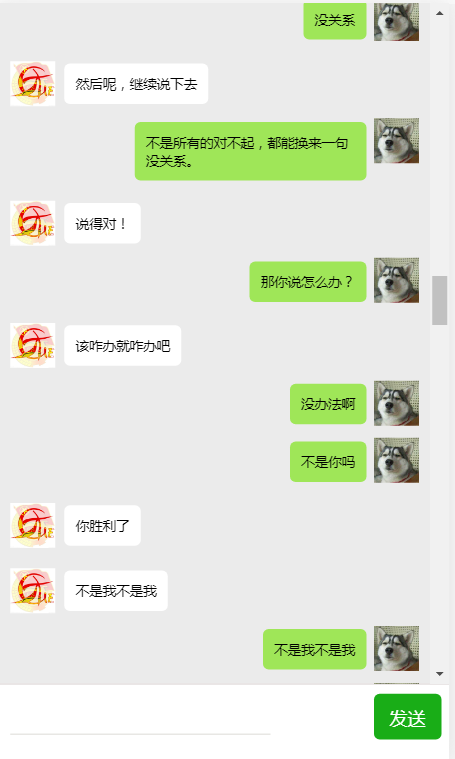 没关系
然后呢，继续说下去
不是所有的对不起，都能换来一句
没关系。
说得对！
那你说怎么办？
该咋办就咋办吧
没办法啊
不是你吗
你胜利了
不是我不是我
不是我不是我
发送